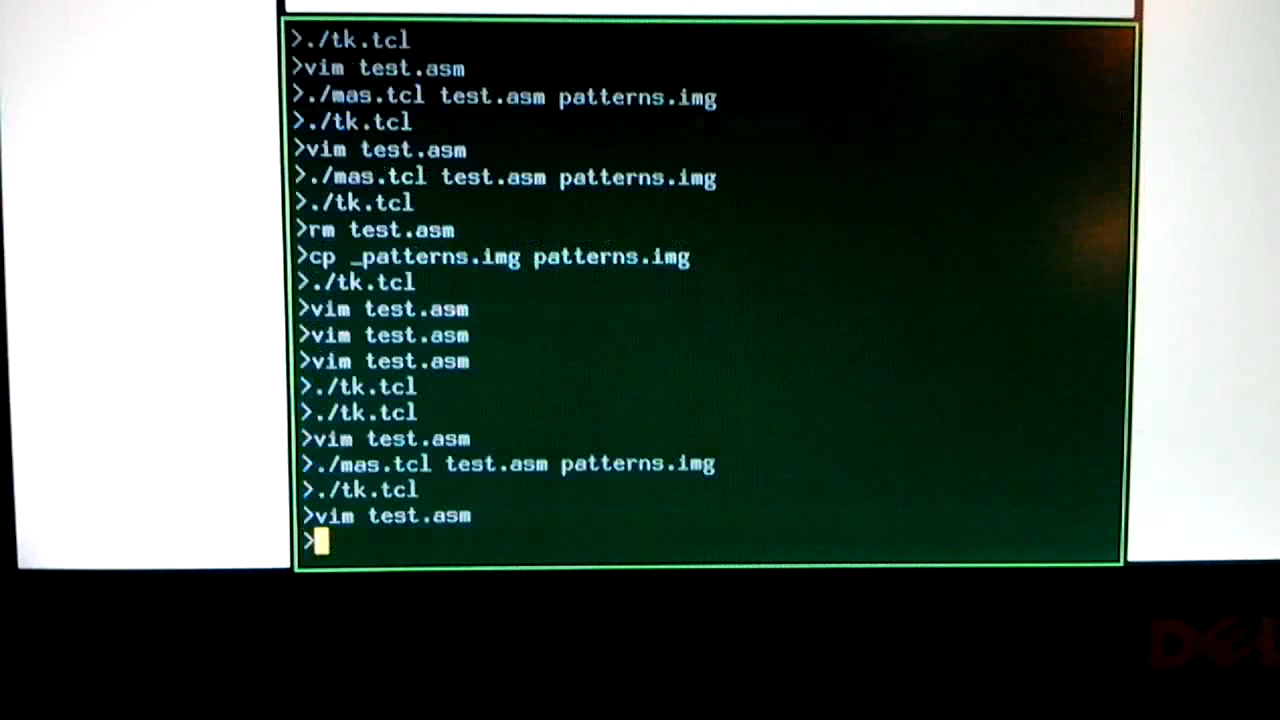 >./tk.tcl
>vim test.asm
>./mas.tcl test.asm patterns.img
>./tk.tcl
>vim test.asm
>./mas.tcl test.asm patterns.img
>./tk.tcl
>rm test.asm
>cp _patterns.img patterns.img
>./tk.tcl
>vim test.asm
>vim test.asm
>vim test.asm
>./tk.tcl
>./tk.tcl
>vim test.asm
>./mas.tcl test.asm patterns.img
>./tk.tcl
>vim test.asm
>
DELL